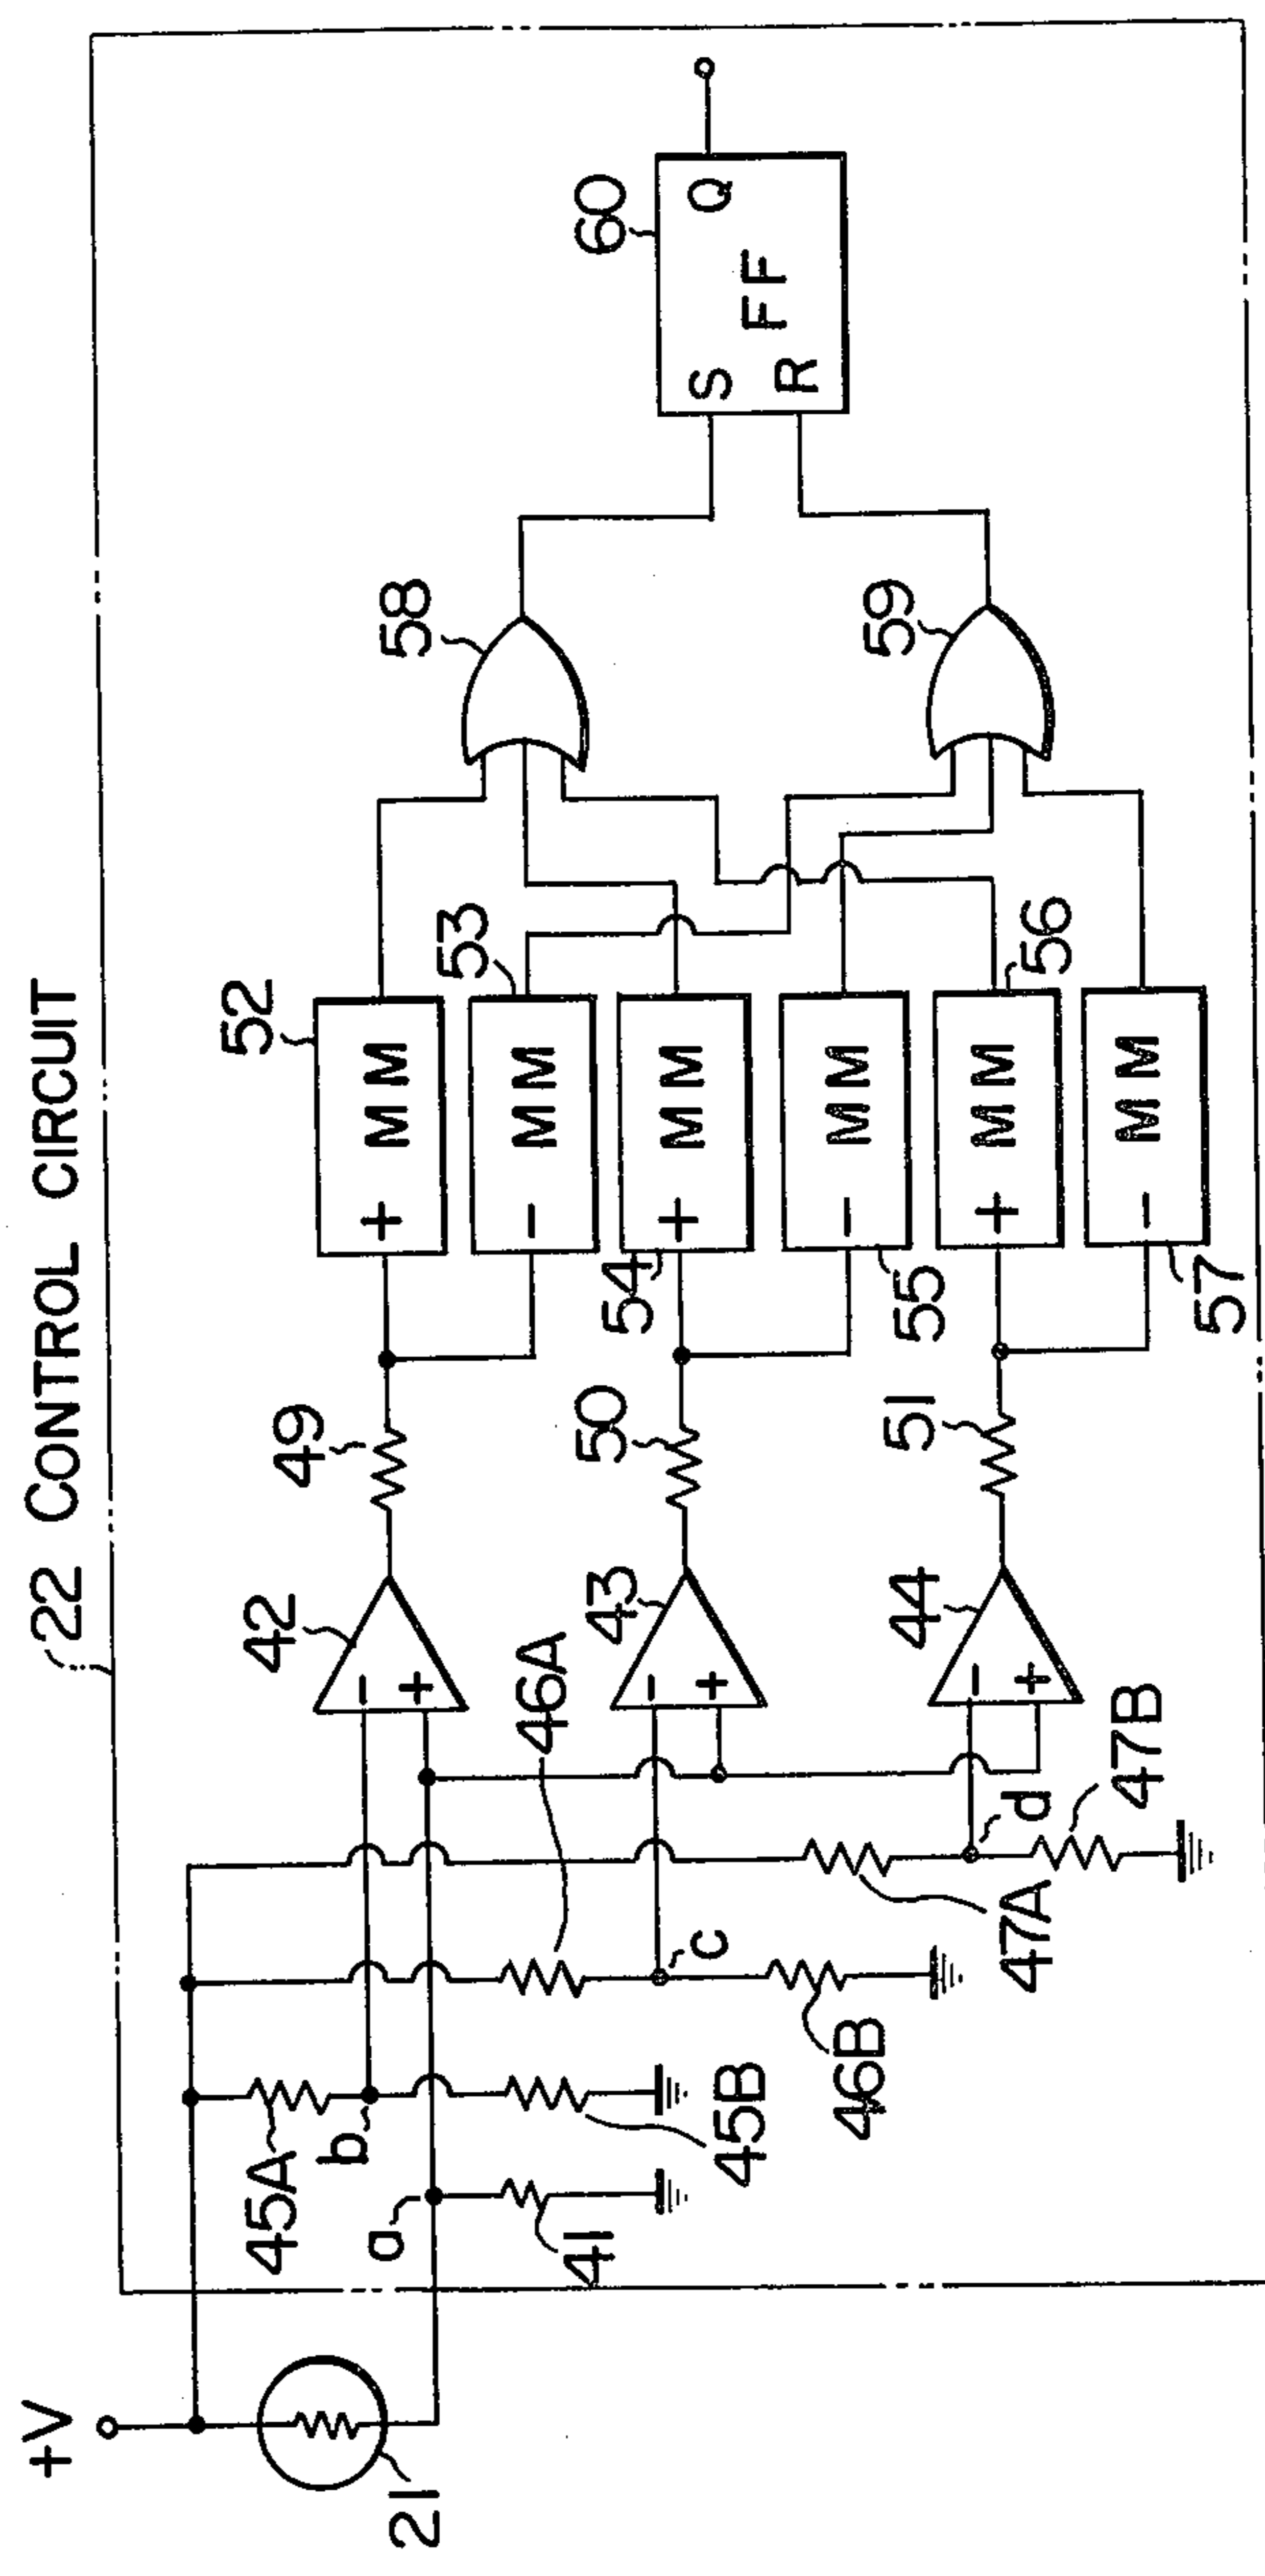 22 CONTROL CIRCUIT
+V
21
45A
b
a
41
45B
46A
c
46B
47A
d
47B
42
- +
43
- +
44
- +
49
50
51
52
+ MM
53
- MM
54
+ MM
55
- MM
56
+ MM
57
- MM
58
59
60
S Q
FF
R